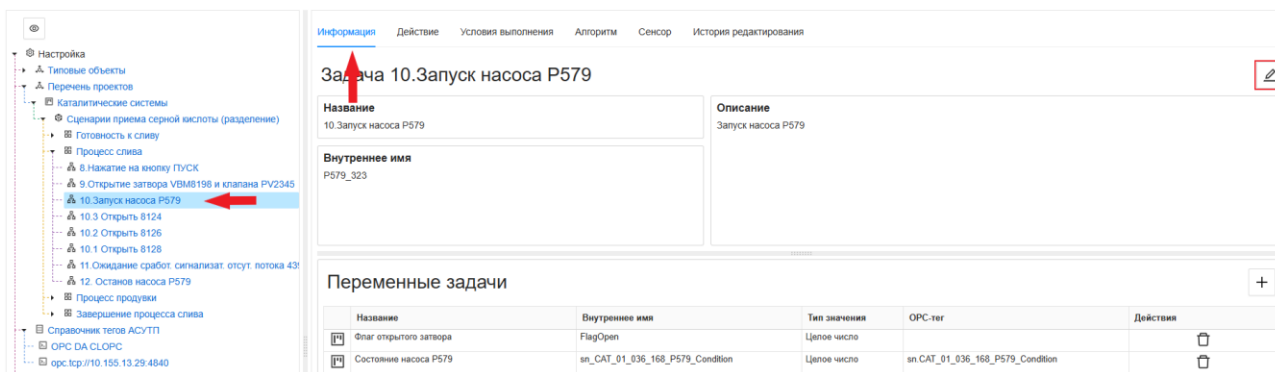 Информация Действие Условия выполнения Алгоритм Сенсор История редактирования
Настройка
Типовые объекты
Перечень проектов
Каталитические системы
Сценарии приема серной кислоты (разделение)
Готовность к сливу
Процесс слива
8.Нажатие на кнопку ПУСК
9.Открытие затвора VBM8198 и клапана PV2345
10.Запуск насоса P579
10.3 Открыть 8124
10.2 Открыть 8126
10.1 Открыть 8128
11.Ожидание сработ. сигнализат. отсут. потока
12. Останов насоса P579
Процесс продувки
Завершение процесса слива
Справочник тегов АСУТП
OPC DA CLOPC
opc.tcp://10.155.13.29:4840
Задача 10.Запуск насоса P579
Название
10.Запуск насоса P579
Описание
Запуск насоса P579
Внутреннее имя
P579_323
Переменные задачи
Название Внутреннее имя Тип значения OPC-тег Действия
Флаг открытого затвора FlagOpen Целое число
Состояние насоса P579 sn_CAT_01_036_168_P579_Condition Целое число sn.CAT_01_036_168_P579_Condition